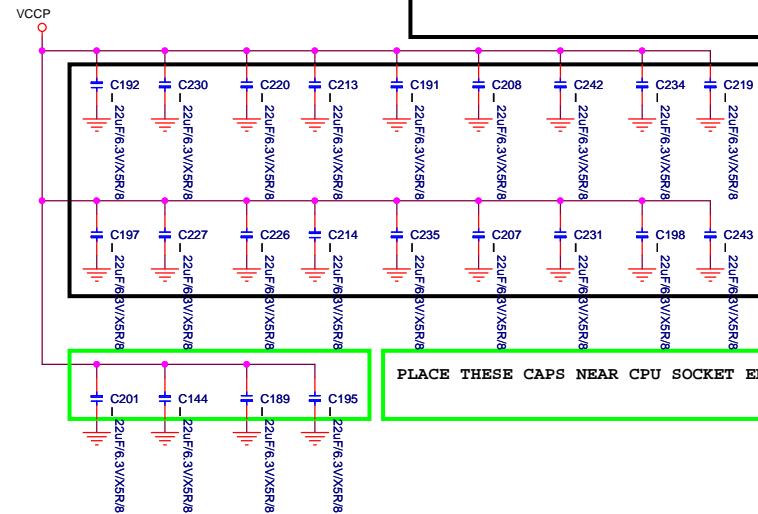 VCCP
C192 C230 C220 C213 C191 C208 C242 C234 C219
22uF/6.3V/X5R/8 22uF/6.3V/X5R/8 22uF/6.3V/X5R/8 22uF/6.3V/X5R/8 22uF/6.3V/X5R/8 22uF/6.3V/X5R/8 22uF/6.3V/X5R/8 22uF/6.3V/X5R/8 22uF/6.3V/X5R/8
C197 C227 C226 C214 C235 C207 C231 C198 C243
22uF/6.3V/X5R/8 22uF/6.3V/X5R/8 22uF/6.3V/X5R/8 22uF/6.3V/X5R/8 22uF/6.3V/X5R/8 22uF/6.3V/X5R/8 22uF/6.3V/X5R/8 22uF/6.3V/X5R/8 22uF/6.3V/X5R/8
PLACE THESE CAPS NEAR CPU SOCKET
C201 C144 C189 C195
22uF/6.3V/X5R/8 22uF/6.3V/X5R/8 22uF/6.3V/X5R/8 22uF/6.3V/X5R/8